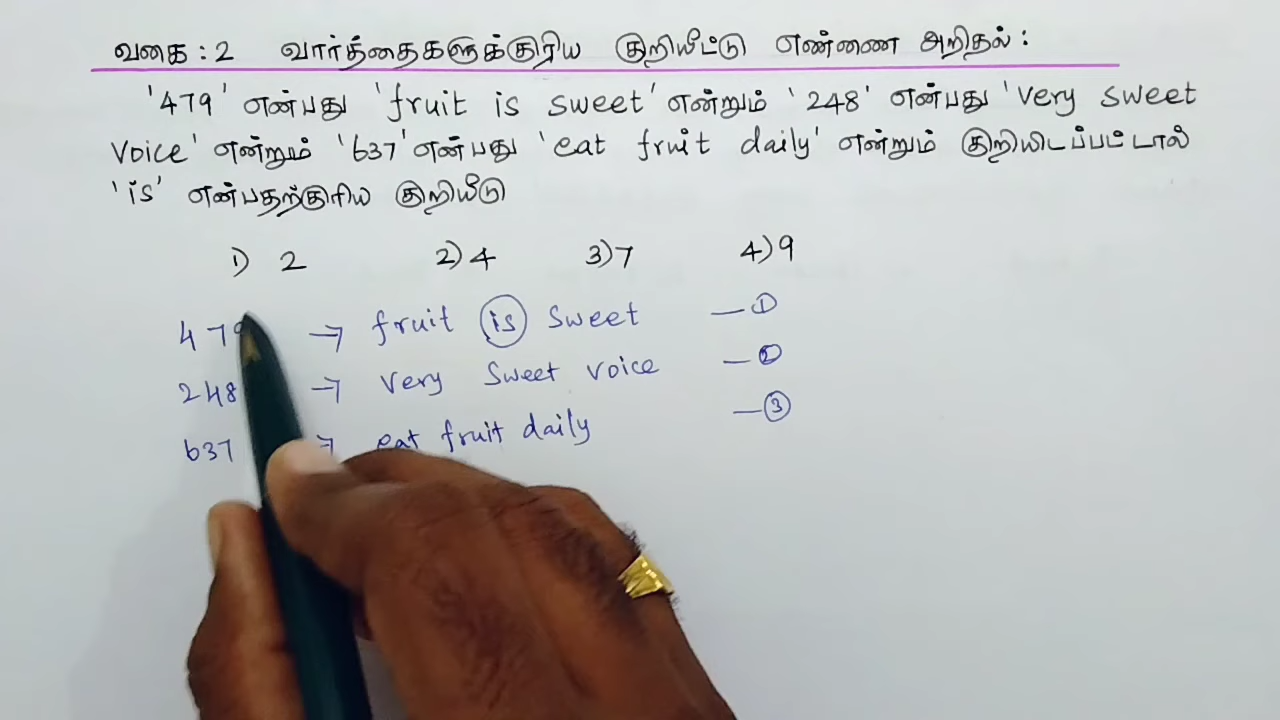 வகை : 2 வார்த்தைகளுக்குரிய குறியீட்டு எண்ணை அறிதல் :
'479' என்பது 'fruit is sweet' என்றும் '248' என்பது 'very sweet
voice' என்றும் '637' என்பது 'eat fruit daily' என்றும் குறியிடப்பட்டால்
'is' என்பதற்குரிய குறியீடு
1) 2 2) 4 3) 7 4) 9
479 → fruit is sweet — ①
248 → very sweet voice — ②
637 → eat fruit daily — ③